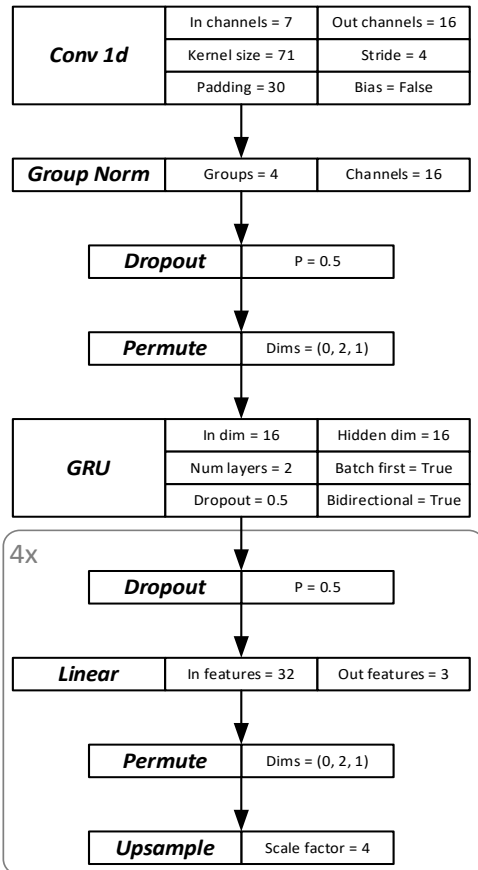 Conv 1d
In channels = 7 Out channels = 16
Kernel size = 71 Stride = 4
Padding = 30 Bias = False
Group Norm Groups = 4 Channels = 16
Dropout P = 0.5
Permute Dims = (0, 2, 1)
GRU
In dim = 16 Hidden dim = 16
Num layers = 2 Batch first = True
Dropout = 0.5 Bidirectional = True
4x
Dropout P = 0.5
Linear In features = 32 Out features = 3
Permute Dims = (0, 2, 1)
Upsample Scale factor = 4